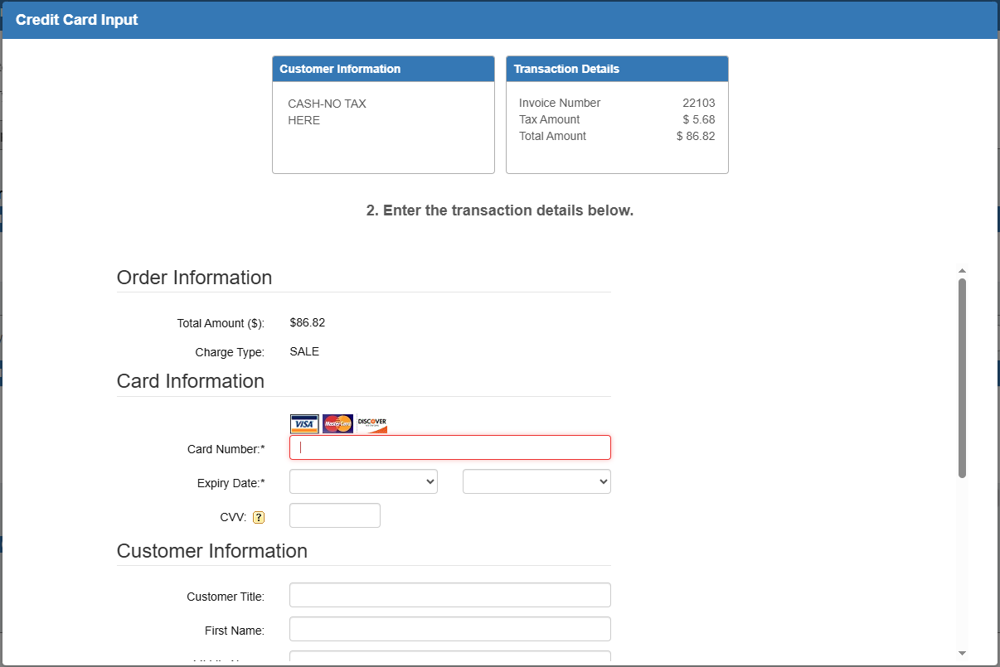 Credit Card Input
Customer Information
CASH-NO TAX
HERE
Transaction Details
Invoice Number 22103
Tax Amount $ 5.68
Total Amount $ 86.82
2. Enter the transaction details below.
Order Information
Total Amount ($): $86.82
Charge Type: SALE
Card Information
VISA MasterCard DISCOVER
Card Number:*
Expiry Date:*
CVV: ?
Customer Information
Customer Title:
First Name: